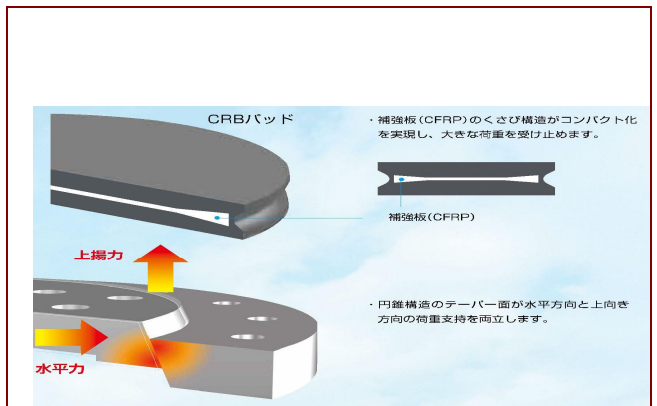 CRBパッド
・補強板(CFRP)のくさび構造がコンパクト化
を実現し、大きな荷重を受け止めます。
補強板(CFRP)
上揚力
・円錐構造のテーパー面が水平方向と上向き
方向の荷重支持を両立します。
水平力